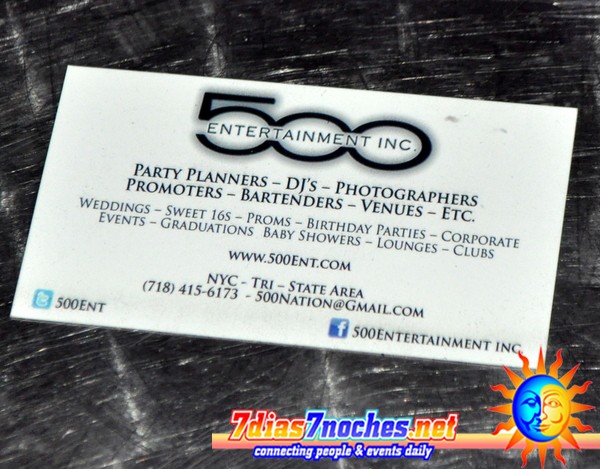 500
ENTERTAINMENT INC.
PARTY PLANNERS – DJ'S – PHOTOGRAPHERS
PROMOTERS – BARTENDERS – VENUES – ETC.
WEDDINGS – SWEET 16S – PROMS – BIRTHDAY PARTIES – CORPORATE
EVENTS – GRADUATIONS BABY SHOWERS – LOUNGES – CLUBS
WWW.500ENT.COM
NYC - TRI – STATE AREA
(718) 415-6173 - 500NATION@GMAIL.COM
500ENT
500ENTERTAINMENT INC
7dias7noches.net
connecting people & events daily